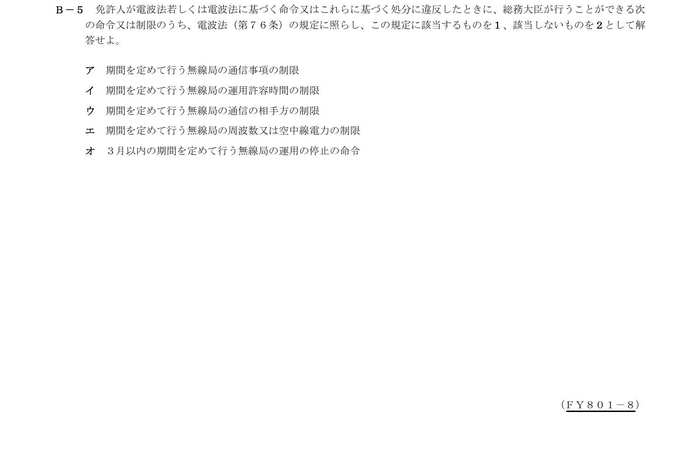 Ｂ－５　免許人が電波法若しくは電波法に基づく命令又はこれらに基づく処分に違反したときに、総務大臣が行うことができる次
の命令又は制限のうち、電波法（第７６条）の規定に照らし、この規定に該当するものを１、該当しないものを２として解
答せよ。
ア　期間を定めて行う無線局の通信事項の制限
イ　期間を定めて行う無線局の運用許容時間の制限
ウ　期間を定めて行う無線局の通信の相手方の制限
エ　期間を定めて行う無線局の周波数又は空中線電力の制限
オ　３月以内の期間を定めて行う無線局の運用の停止の命令
（ＦＹ８０１－８）